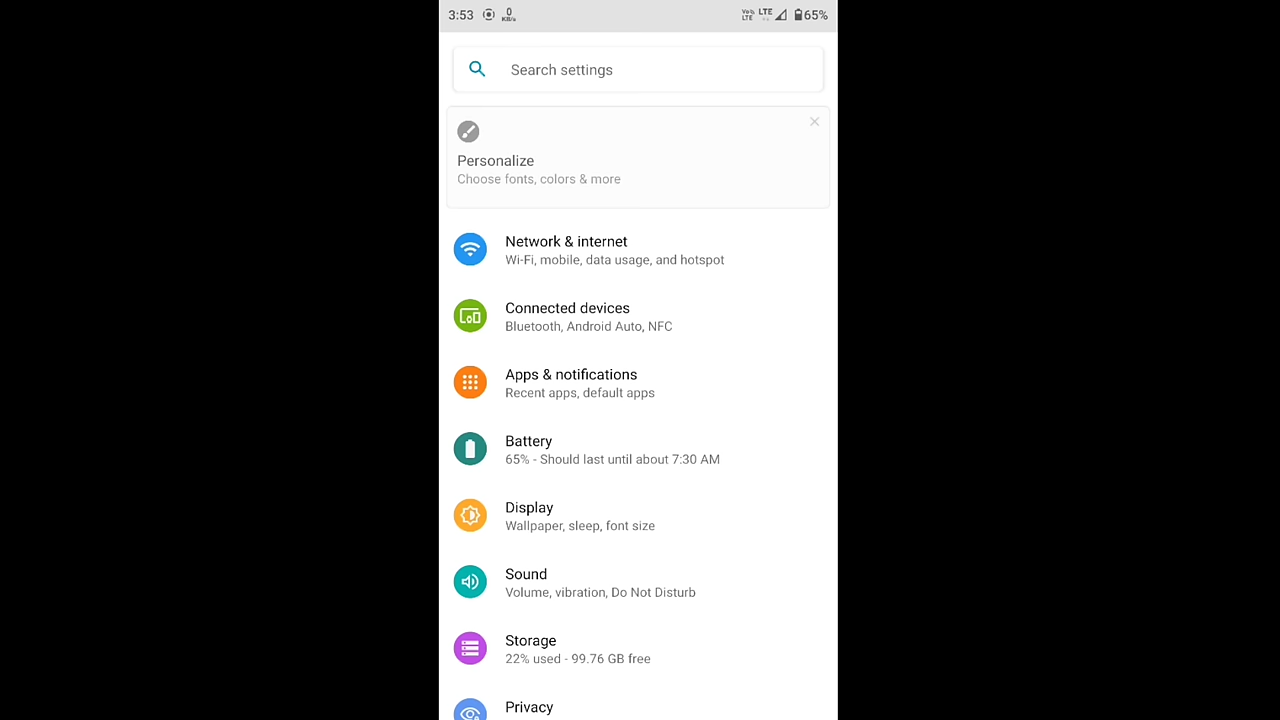 3:53 0 KB/s Vo) LTE LTE 65%
Search settings
Personalize
Choose fonts, colors & more
Network & internet
Wi-Fi, mobile, data usage, and hotspot
Connected devices
Bluetooth, Android Auto, NFC
Apps & notifications
Recent apps, default apps
Battery
65% - Should last until about 7:30 AM
Display
Wallpaper, sleep, font size
Sound
Volume, vibration, Do Not Disturb
Storage
22% used - 99.76 GB free
Privacy